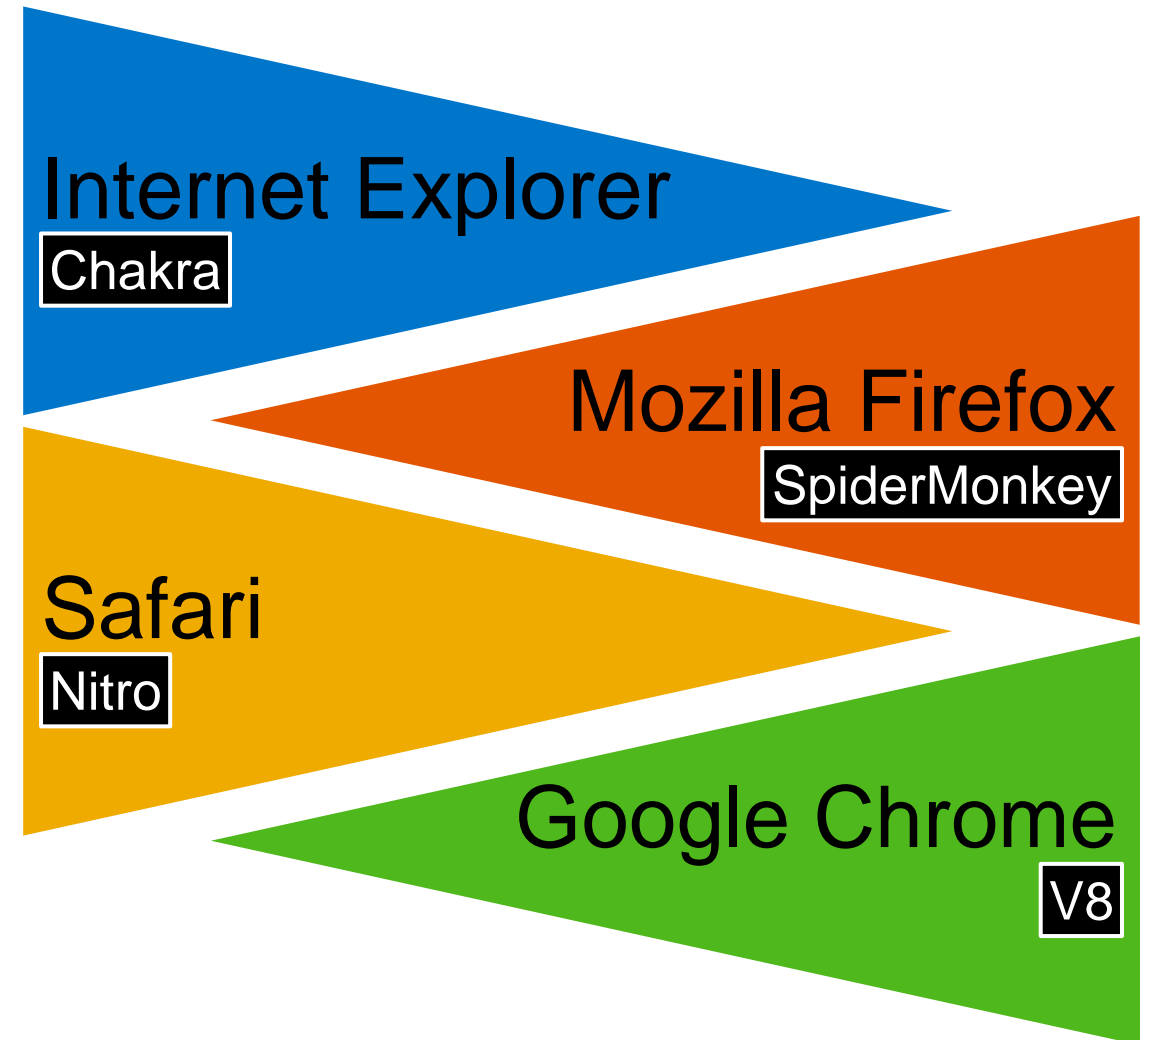 Internet Explorer
Chakra
Mozilla Firefox
SpiderMonkey
Safari
Nitro
Google Chrome
V8